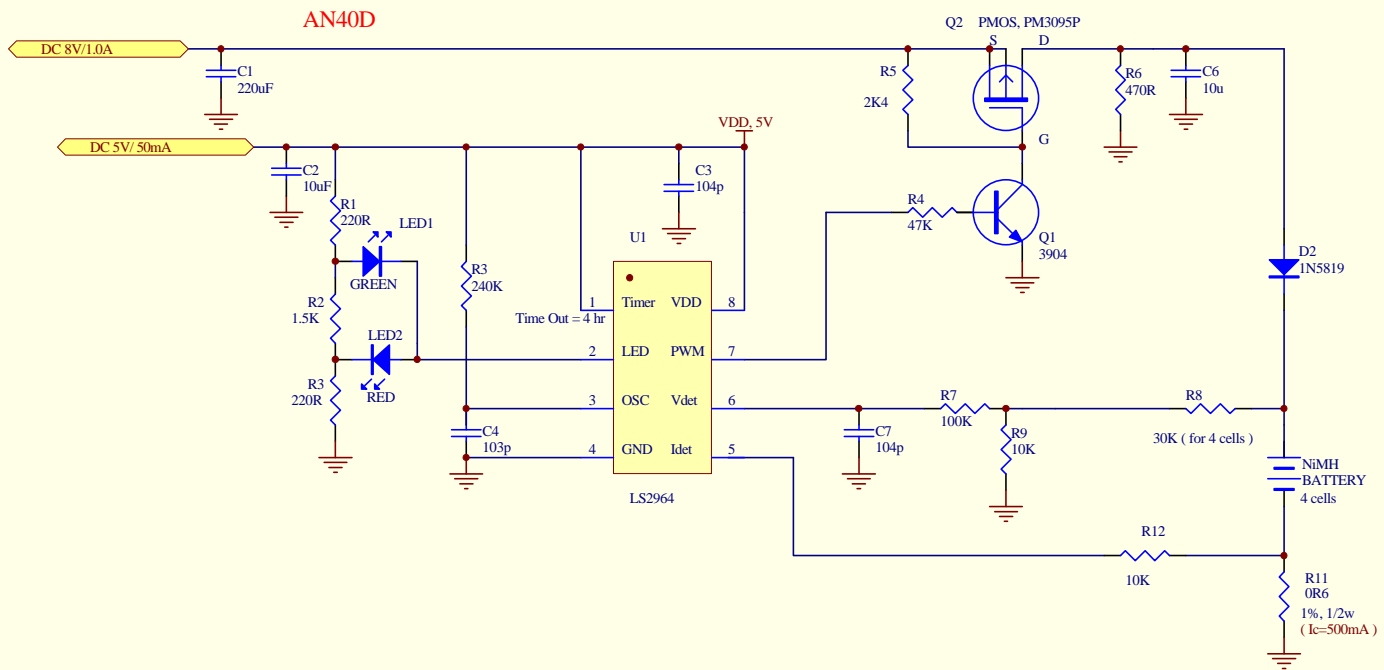 AN40D
Q2 PMOS, PM3095P
S D
DC 8V/1.0A
C1
220uF
R5
2K4
R6
470R
C6
10u
G
VDD, 5V
DC 5V/ 50mA
C2
10uF
C3
104p
R1
220R
LED1
GREEN
R4
47K
Q1
3904
U1
D2
1N5819
R3
240K
R2
1.5K
1 Timer VDD 8
Time Out = 4 hr
LED2
RED
2 LED PWM 7
R3
220R
3 OSC Vdet 6
C4
103p
4 GND Idet 5
LS2964
C7
104p
R7
100K
R9
10K
R8
30K ( for 4 cells )
NiMH
BATTERY
4 cells
R12
10K
R11
0R6
1%, 1/2w
( Ic=500mA )